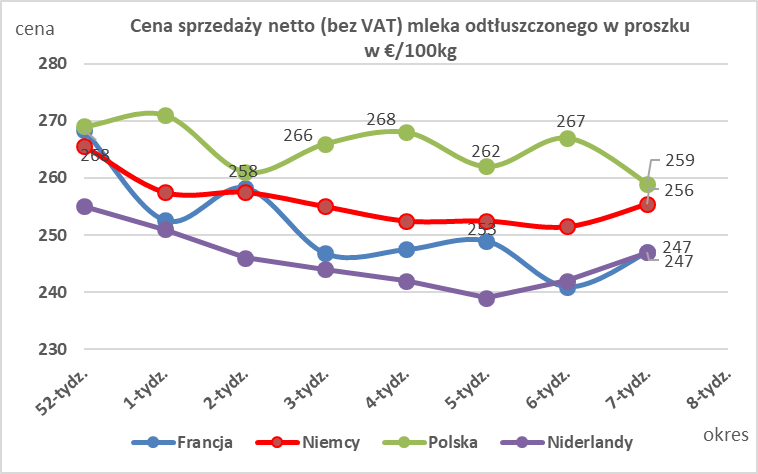 cena
Cena sprzedaży netto (bez VAT) mleka odtłuszczonego w proszku
w €/100kg
280
270
260
250
240
230
268
258
266
268
262
253
267
259
256
247
247
52-tydz.
1-tydz.
2-tydz.
3-tydz.
4-tydz.
5-tydz.
6-tydz.
7-tydz.
8-tydz.
okres
Francja Niemcy Polska Niderlandy